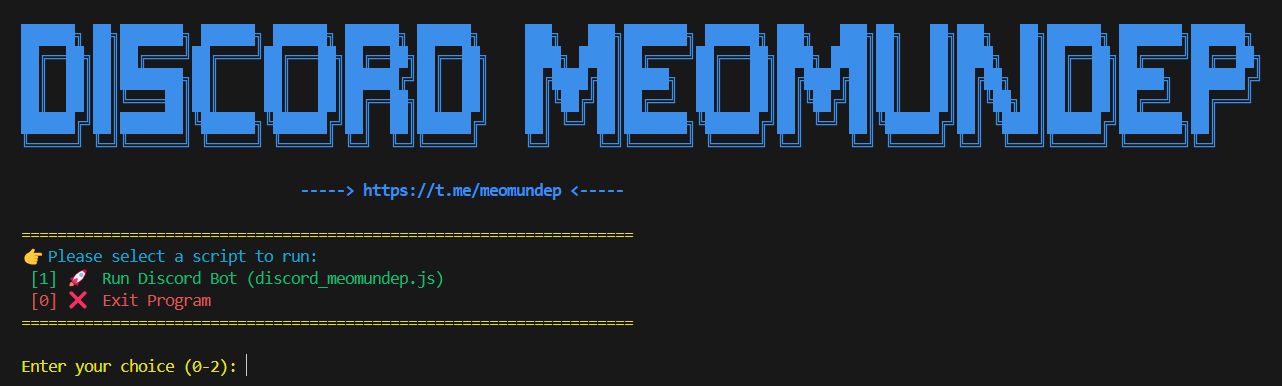 DISCORD MEOMUNDEP
-----> https://t.me/meomundep <-----
====================================================================
👉 Please select a script to run:
[1] 🚀 Run Discord Bot (discord_meomundep.js)
[0] ❌ Exit Program
====================================================================
Enter your choice (0-2):